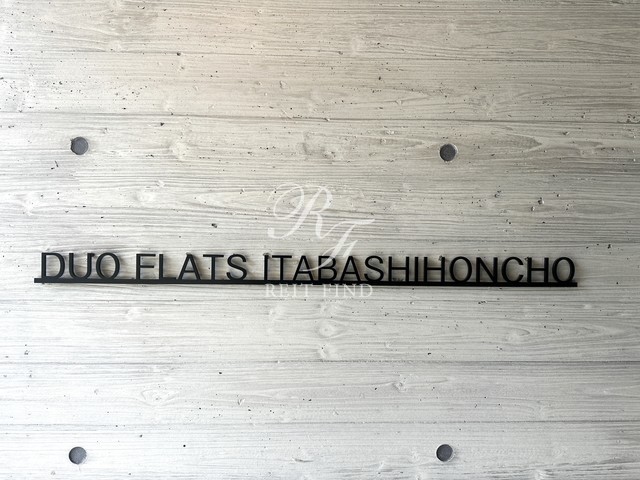 DUO FLATS ITABASHIHONCHO
RF
REIT FIND